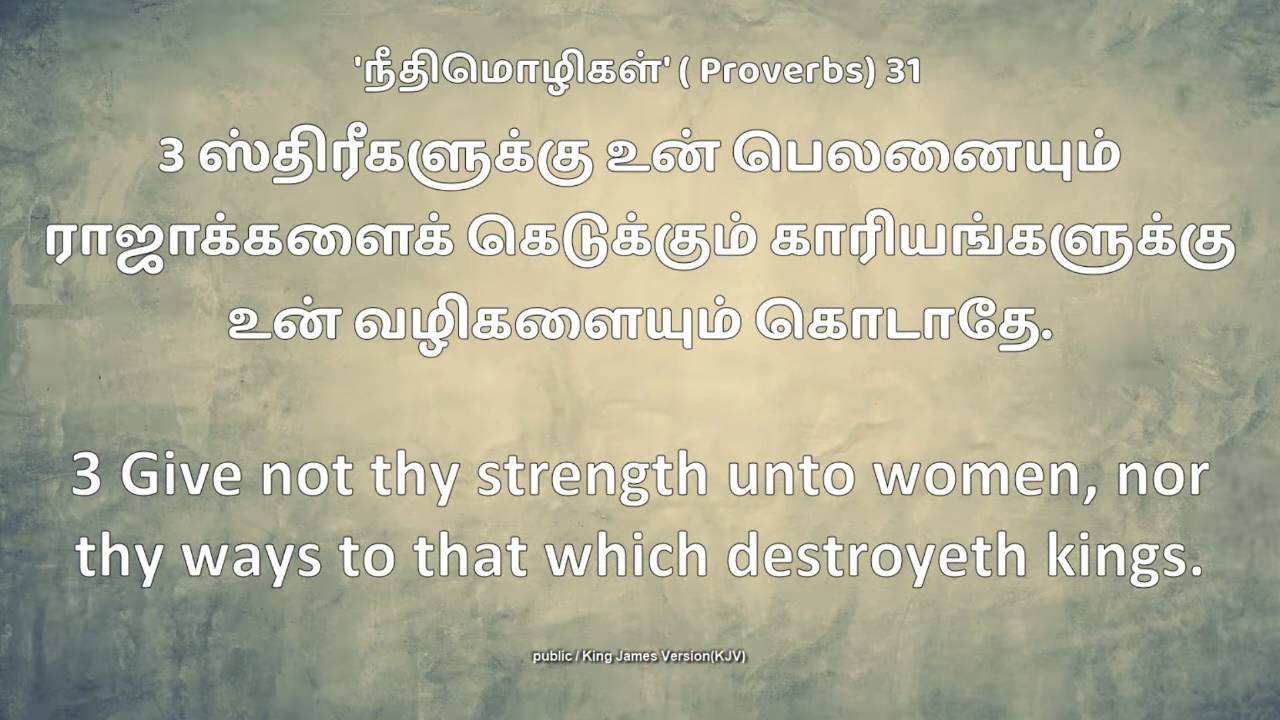 'நீதிமொழிகள்' ( Proverbs) 31
3 ஸ்திரீகளுக்கு உன் பெலனையும்
ராஜாக்களைக் கெடுக்கும் காரியங்களுக்கு
உன் வழிகளையும் கொடாதே.
3 Give not thy strength unto women, nor
thy ways to that which destroyeth kings.
public / King James Version(KJV)